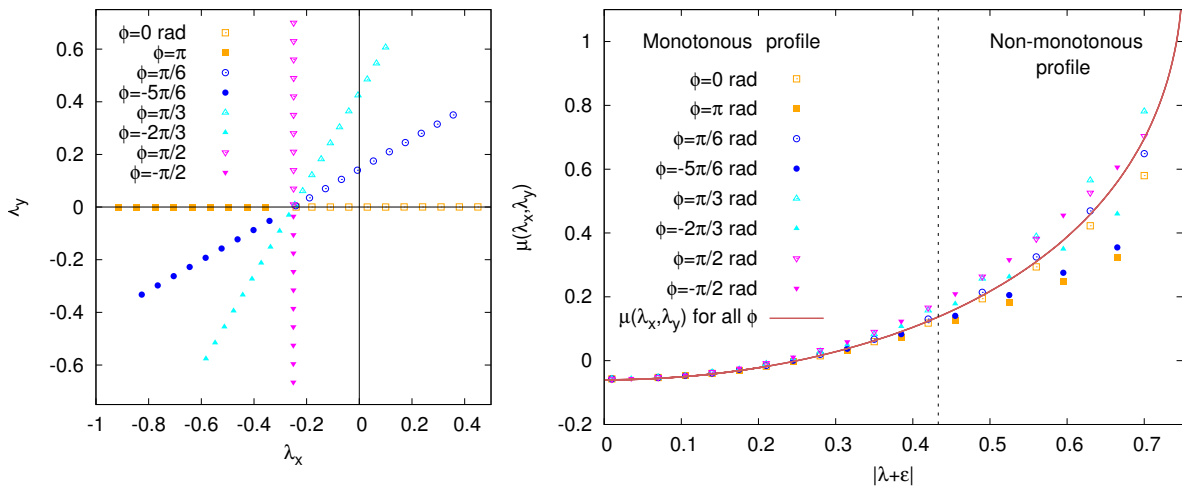 ϕ=0 rad
ϕ=π
ϕ=π/6
ϕ=-5π/6
ϕ=π/3
ϕ=-2π/3
ϕ=π/2
ϕ=-π/2
0.6
0.4
0.2
0
-0.2
-0.4
-0.6
λy
-1 -0.8 -0.6 -0.4 -0.2 0 0.2 0.4
λx
Monotonous profile
Non-monotonous
profile
ϕ=0 rad
ϕ=π rad
ϕ=π/6 rad
ϕ=-5π/6 rad
ϕ=π/3 rad
ϕ=-2π/3 rad
ϕ=π/2 rad
ϕ=-π/2 rad
μ(λx,λy) for all ϕ
1
0.8
0.6
0.4
0.2
0
-0.2
μ(λx,λy)
0 0.1 0.2 0.3 0.4 0.5 0.6 0.7
|λ+ε|